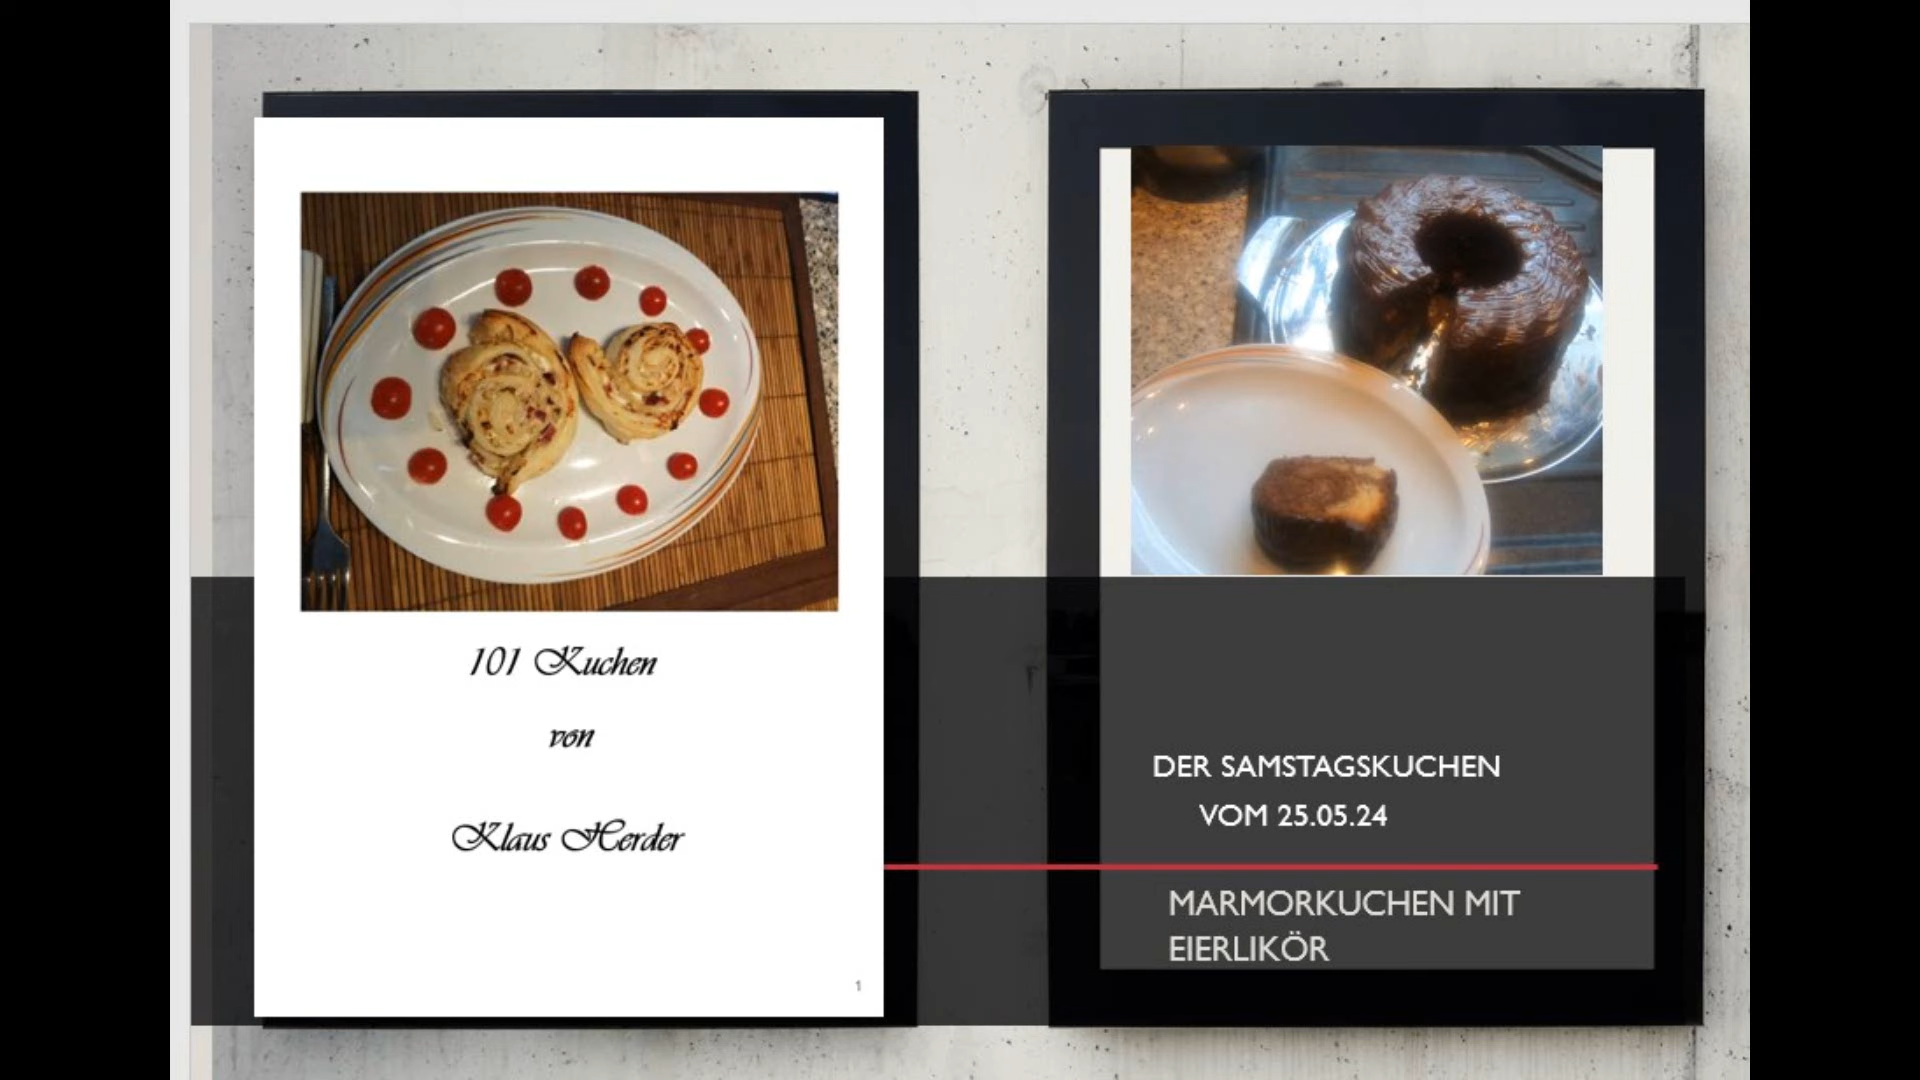 101 Kuchen
von
Klaus Herder
1
DER SAMSTAGSKUCHEN
VOM 25.05.24
MARMORKUCHEN MIT
EIERLIKÖR